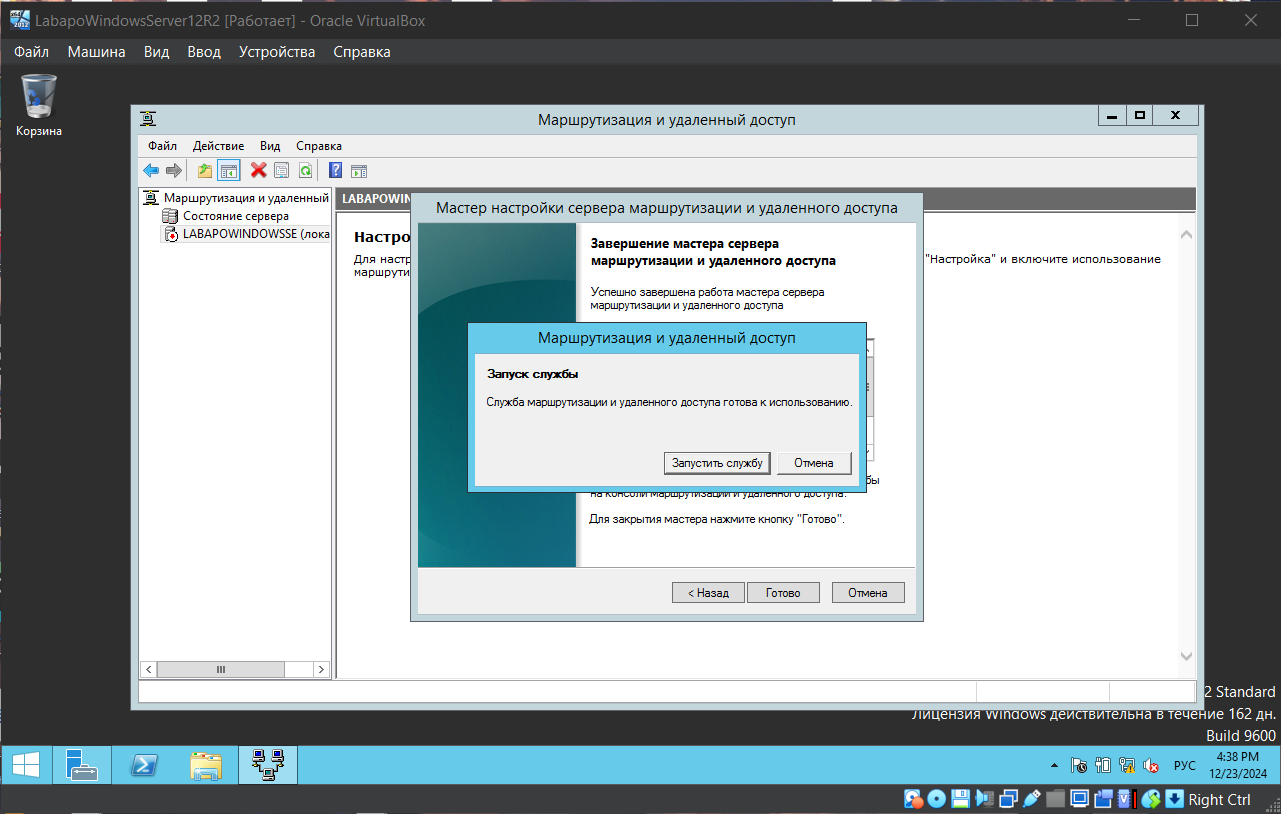 LabapoWindowsServer12R2 [Работает] - Oracle VirtualBox
Файл Машина Вид Ввод Устройства Справка
Корзина
Маршрутизация и удаленный доступ
Файл Действие Вид Справка
Маршрутизация и удаленный
Состояние сервера
LABAPOWINDOWSSE (лока
LABAPOWIN
Настро
Для настр
"Настройка" и включите использование
маршрути
Мастер настройки сервера маршрутизации и удаленного доступа
Завершение мастера сервера
маршрутизации и удаленного доступа
Успешно завершена работа мастера сервера
маршрутизации и удаленного доступа
Маршрутизация и удаленный доступ
Запуск службы
Служба маршрутизации и удаленного доступа готова к использованию.
Запустить службу Отмена
бы
на консоли маршрутизации и удаленного доступа.
Для закрытия мастера нажмите кнопку "Готово".
< Назад Готово Отмена
2 Standard
Лицензия Windows действительна в течение 162 дн.
Build 9600
РУС
4:38 PM
12/23/2024
Right Ctrl